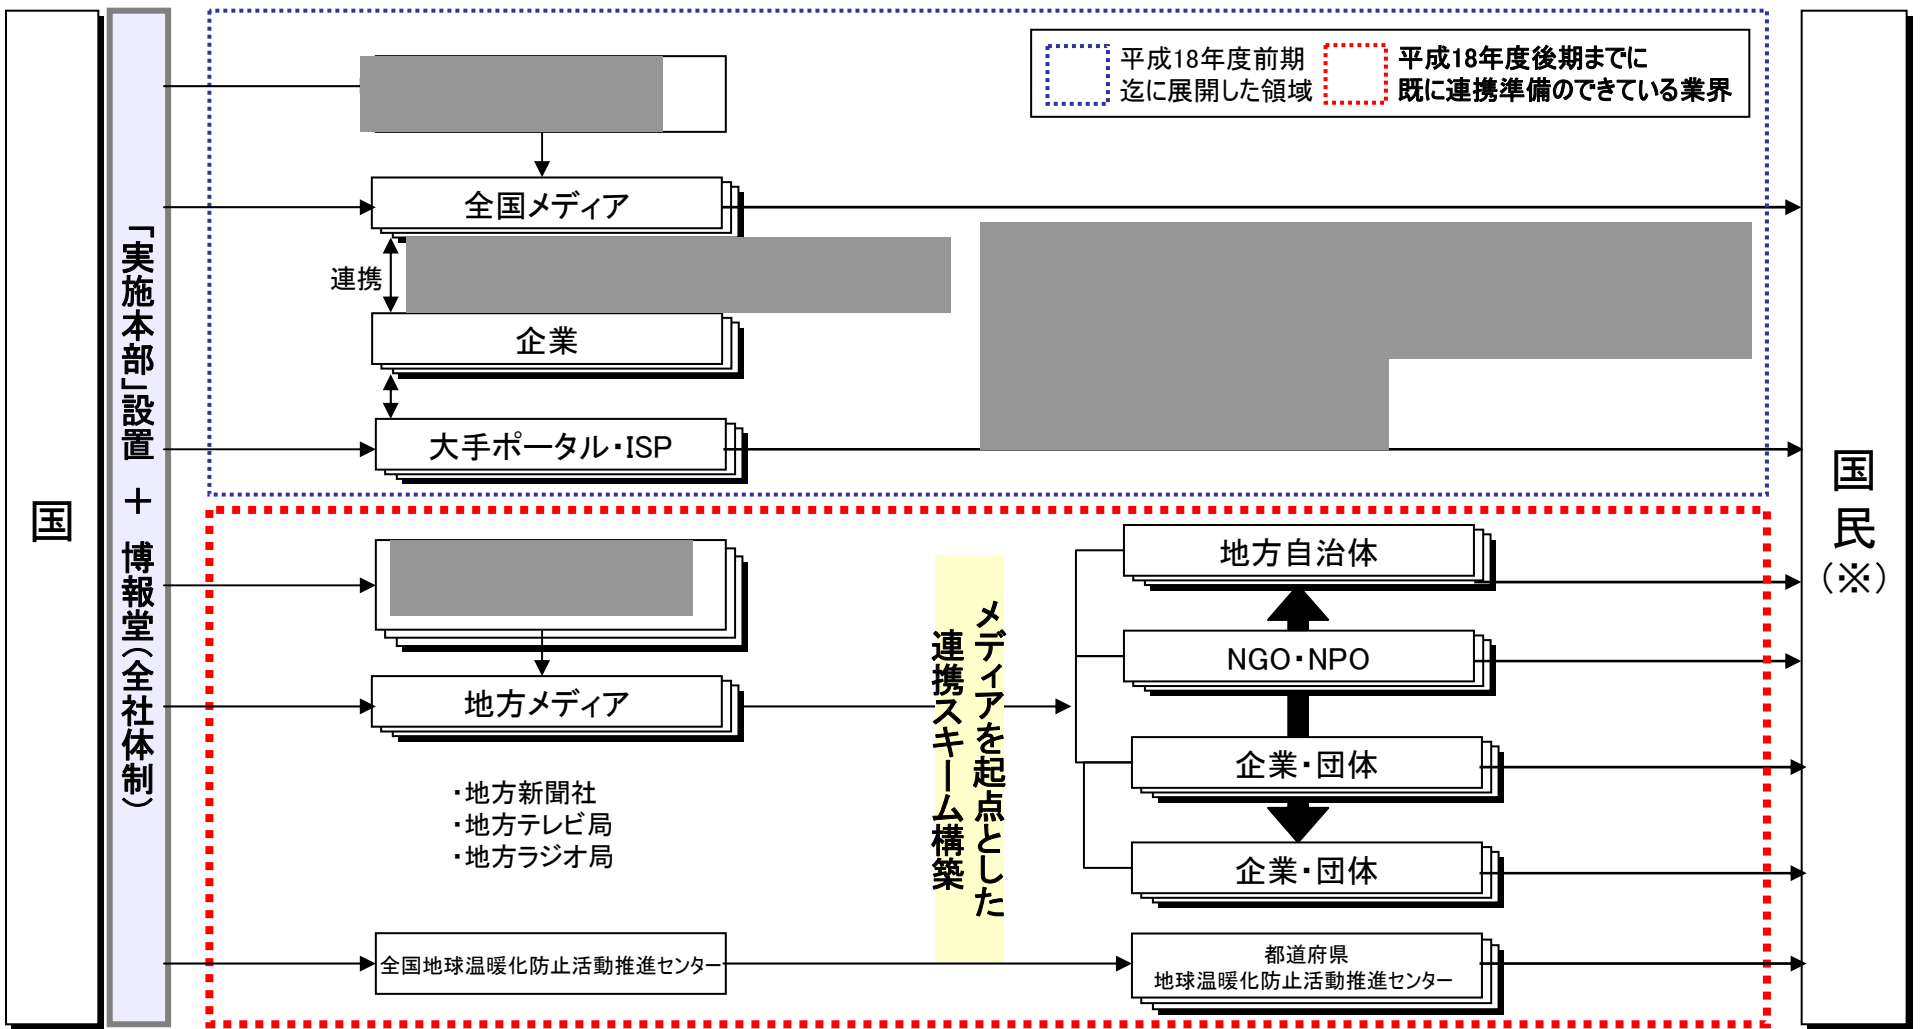 国
「実施本部」設置　＋　博報堂（全社体制）
平成18年度前期
迄に展開した領域
平成18年度後期までに
既に連携準備のできている業界
全国メディア
連携
企業
大手ポータル・ISP
地方メディア
・地方新聞社
・地方テレビ局
・地方ラジオ局
全国地球温暖化防止活動推進センター
メディアを起点とした
連携スキーム構築
地方自治体
NGO・NPO
企業・団体
企業・団体
都道府県
地球温暖化防止活動推進センター
国民
（※）